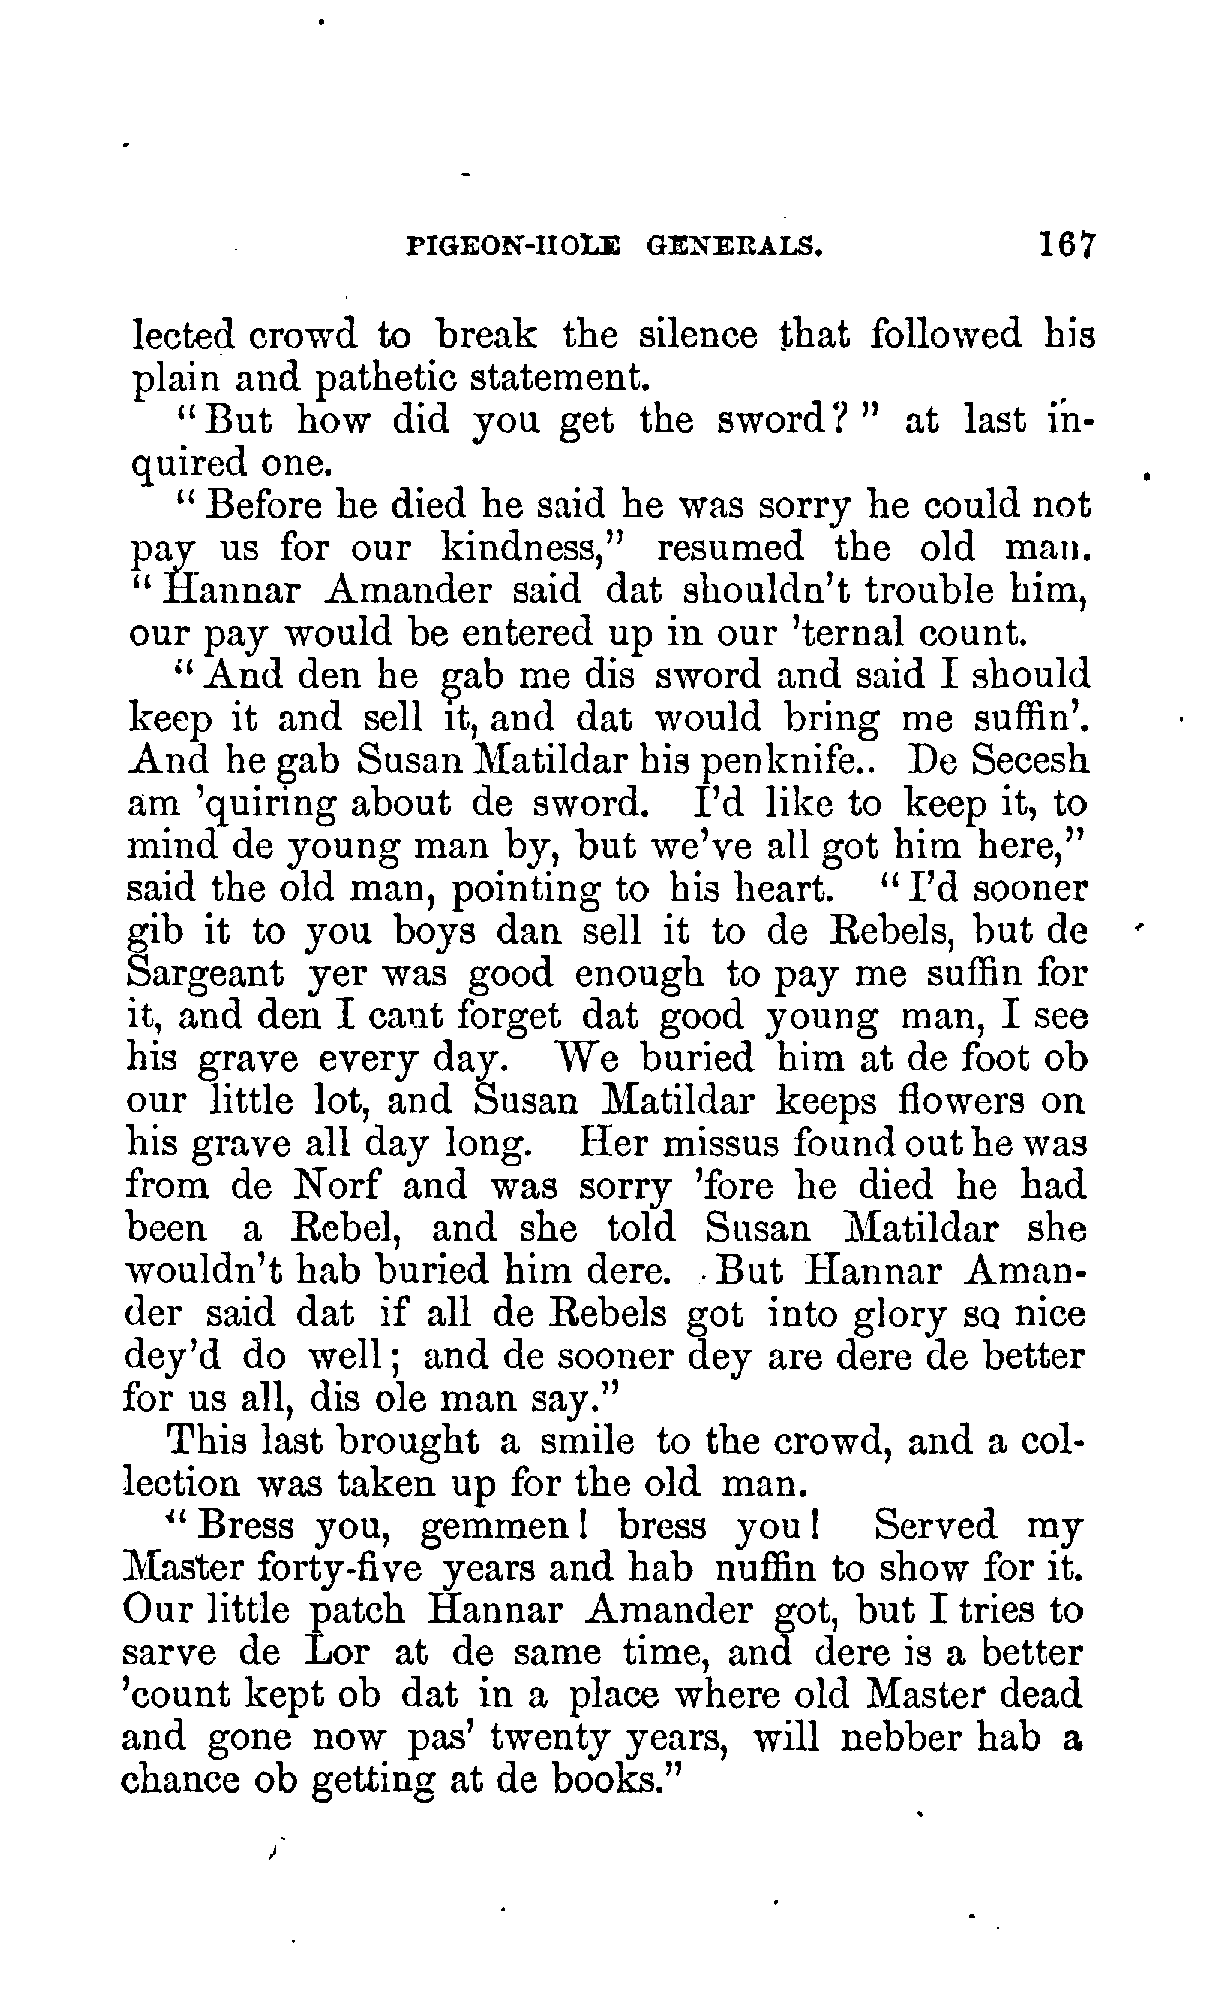 PIGEON-HOLE GENERALS. 167
lected crowd to break the silence that followed his
plain and pathetic statement.
"But how did you get the sword?" at last in-
quired one.
"Before he died he said he was sorry he could not
pay us for our kindness," resumed the old man.
"Hannar Amander said dat shouldn't trouble him,
our pay would be entered up in our 'ternal count.
"And den he gab me dis sword and said I should
keep it and sell it, and dat would bring me suffin'.
And he gab Susan Matildar his penknife.. De Secesh
am 'quiring about de sword. I'd like to keep it, to
mind de young man by, but we've all got him here,"
said the old man, pointing to his heart. "I'd sooner
gib it to you boys dan sell it to de Rebels, but de
Sargeant yer was good enough to pay me suffin for
it, and den I cant forget dat good young man, I see
his grave every day. We buried him at de foot ob
our little lot, and Susan Matildar keeps flowers on
his grave all day long. Her missus found out he was
from de Norf and was sorry 'fore he died he had
been a Rebel, and she told Susan Matildar she
wouldn't hab buried him dere. But Hannar Aman-
der said dat if all de Rebels got into glory so nice
dey'd do well; and de sooner dey are dere de better
for us all, dis ole man say."
This last brought a smile to the crowd, and a col-
lection was taken up for the old man.
"Bress you, gemmen! bress you! Served my
Master forty-five years and hab nuffin to show for it.
Our little patch Hannar Amander got, but I tries to
sarve de Lor at de same time, and dere is a better
'count kept ob dat in a place where old Master dead
and gone now pas' twenty years, will nebber hab a
chance ob getting at de books."